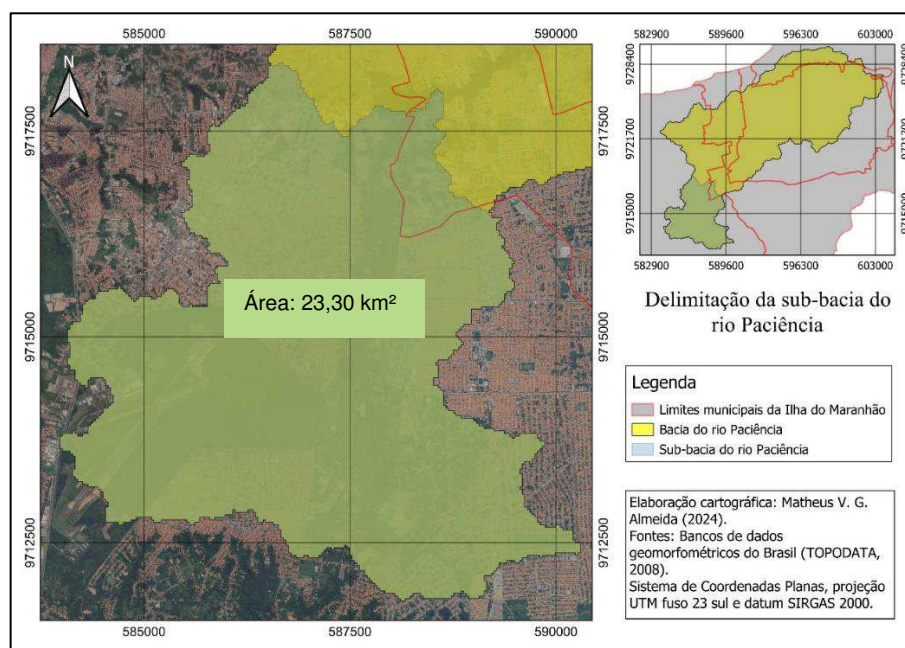 585000 587500 590000
582900 589600 596300 603000
N
9717500
9715000
9712500
9717500
9715000
9712500
9728400
9721700
9715000
9728400
9721700
9715000
Área: 23,30 km²
582900 589600 596300 603000
Delimitação da sub-bacia do
rio Paciência
Legenda
Limites municipais da Ilha do Maranhão
Bacia do rio Paciência
Sub-bacia do rio Paciência
Elaboração cartográfica: Matheus V. G.
Almeida (2024).
Fontes: Bancos de dados
geomorfométricos do Brasil (TOPODATA,
2008).
Sistema de Coordenadas Planas, projeção
UTM fuso 23 sul e datum SIRGAS 2000.
585000 587500 590000